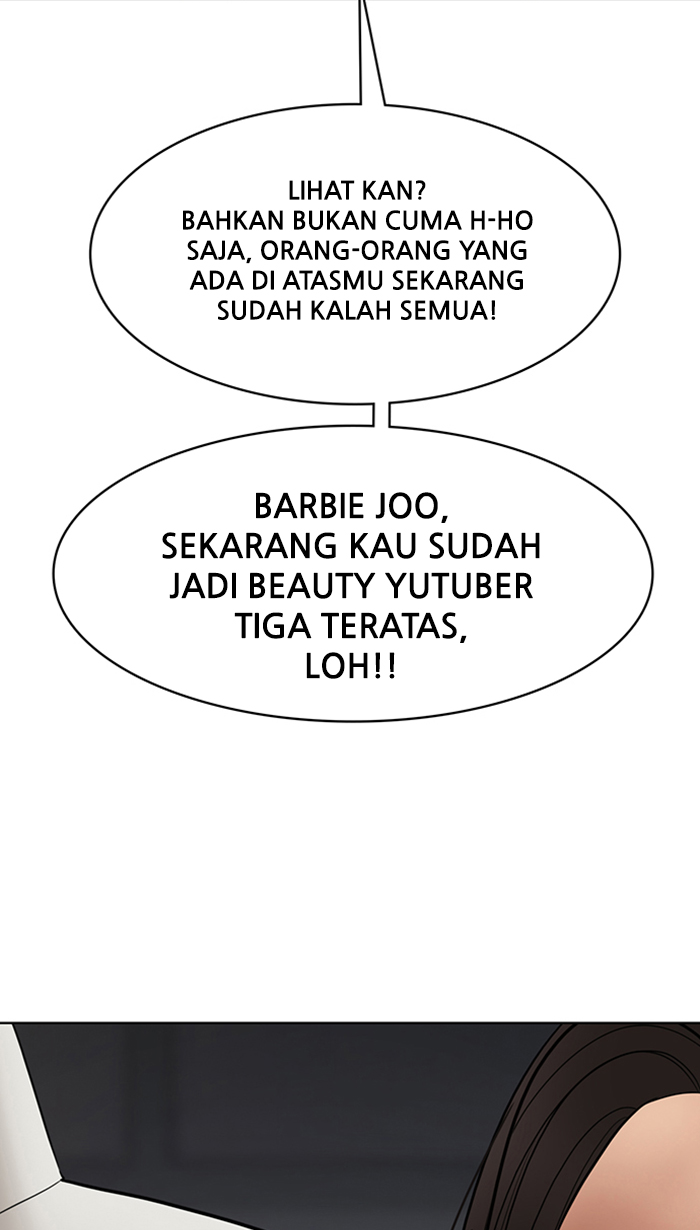 LIHAT KAN?
BAHKAN BUKAN CUMA H-HO
SAJA, ORANG-ORANG YANG
ADA DI ATASMU SEKARANG
SUDAH KALAH SEMUA!
BARBIE JOO,
SEKARANG KAU SUDAH
JADI BEAUTY YUTUBER
TIGA TERATAS,
LOH!!